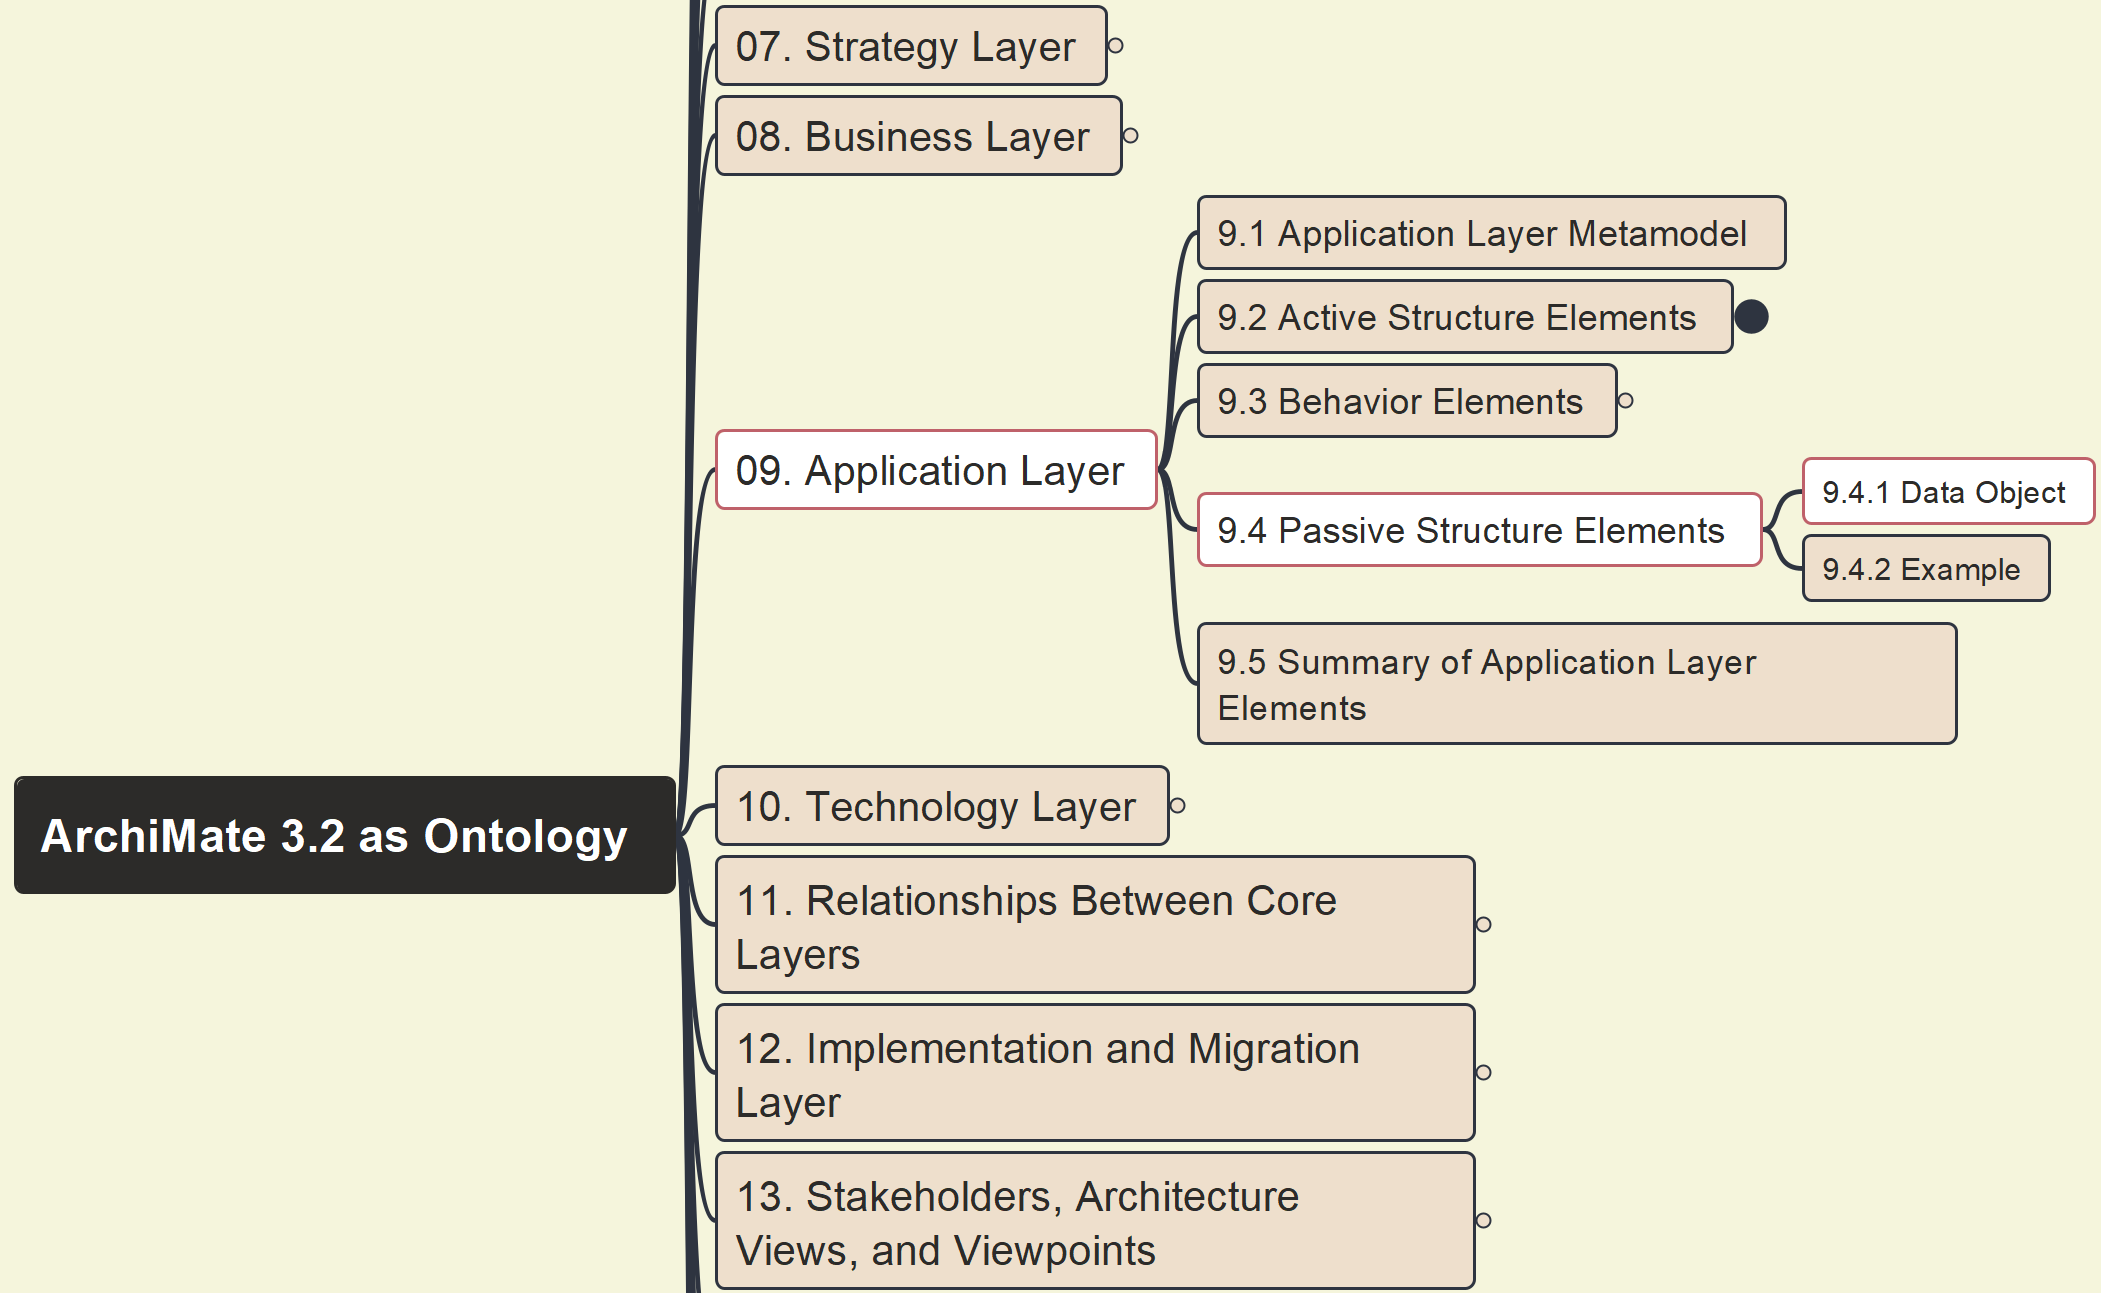 07. Strategy Layer
08. Business Layer
09. Application Layer
9.1 Application Layer Metamodel
9.2 Active Structure Elements
9.3 Behavior Elements
9.4 Passive Structure Elements
9.4.1 Data Object
9.4.2 Example
9.5 Summary of Application Layer
Elements
ArchiMate 3.2 as Ontology
10. Technology Layer
11. Relationships Between Core
Layers
12. Implementation and Migration
Layer
13. Stakeholders, Architecture
Views, and Viewpoints